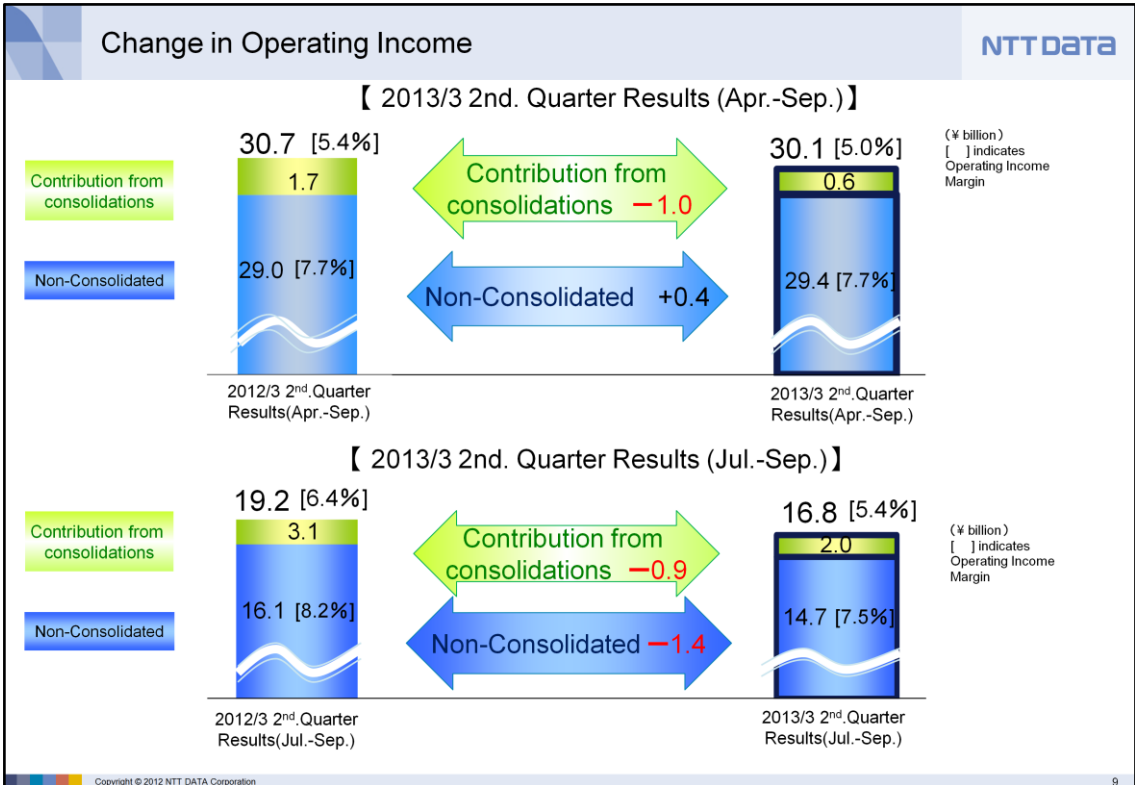 Change in Operating Income
NTT DATA
【 2013/3 2nd. Quarter Results (Apr.-Sep.)】
(¥ billion)
[ ] indicates
Operating Income
Margin
30.7 [5.4%]
30.1 [5.0%]
Contribution from
consolidations
1.7
Contribution from
consolidations －1.0
0.6
Non-Consolidated
29.0 [7.7%]
Non-Consolidated +0.4
29.4 [7.7%]
2012/3 2nd.Quarter
Results(Apr.-Sep.)
2013/3 2nd.Quarter
Results(Apr.-Sep.)
【 2013/3 2nd. Quarter Results (Jul.-Sep.)】
19.2 [6.4%]
16.8 [5.4%]
(¥ billion)
[ ] indicates
Operating Income
Margin
Contribution from
consolidations
3.1
Contribution from
consolidations －0.9
2.0
Non-Consolidated
16.1 [8.2%]
Non-Consolidated －1.4
14.7 [7.5%]
2012/3 2nd.Quarter
Results(Jul.-Sep.)
2013/3 2nd.Quarter
Results(Jul.-Sep.)
Copyright © 2012 NTT DATA Corporation
9